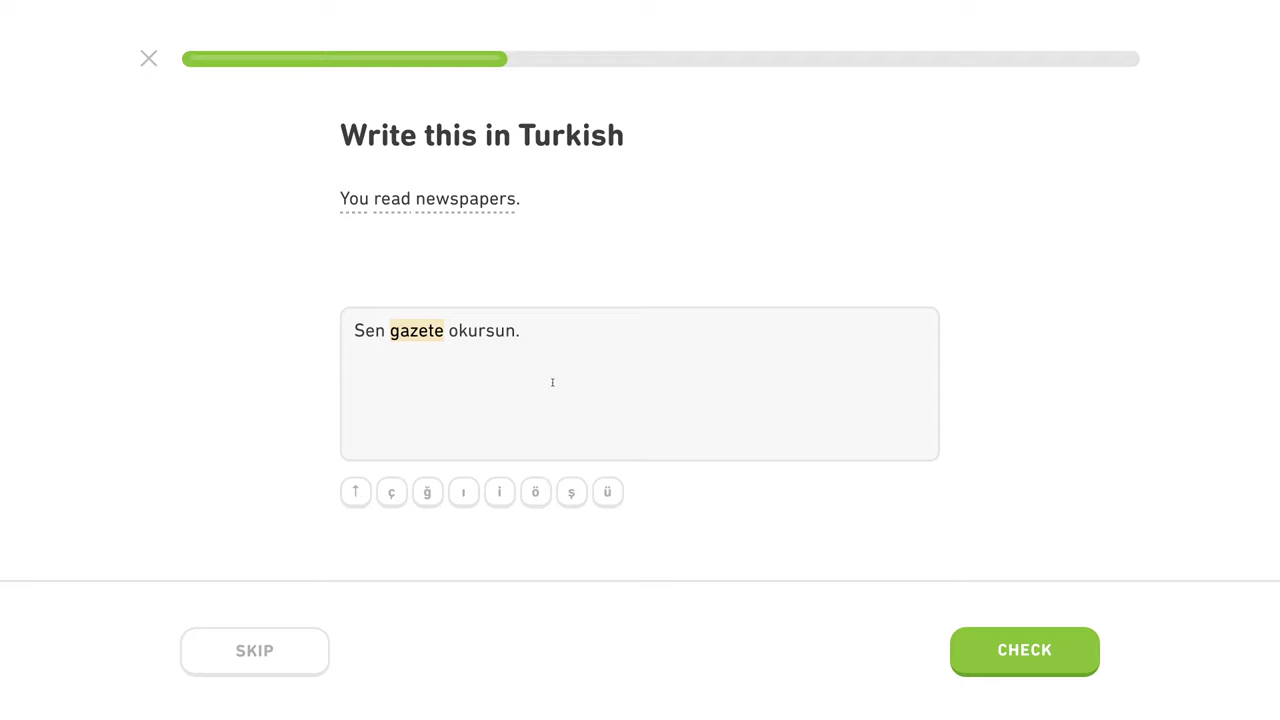 Write this in Turkish
You read newspapers.
Sen gazete okursun.
↑ ç ğ ı i ö ş ü
SKIP
CHECK